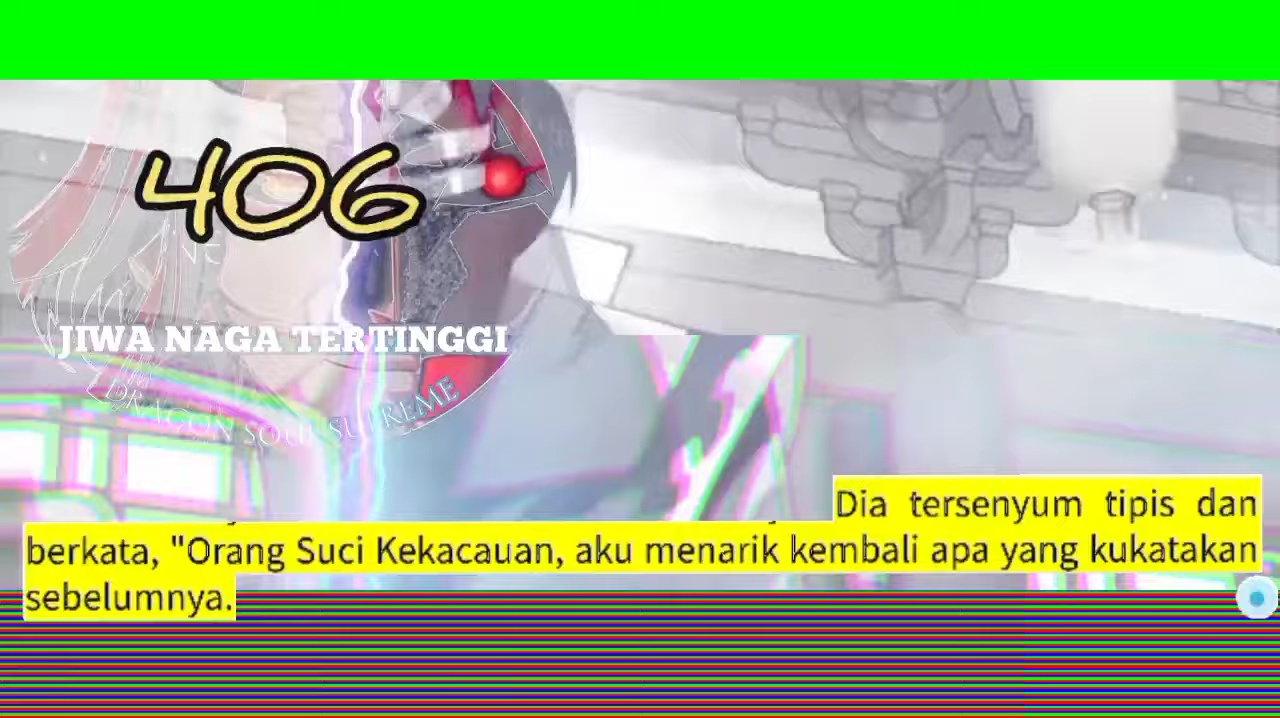 406
JIWA NAGA TERTINGGI
DRAGON SOUL SUPREME
Dia tersenyum tipis dan
berkata, "Orang Suci Kekacauan, aku menarik kembali apa yang kukatakan
sebelumnya.